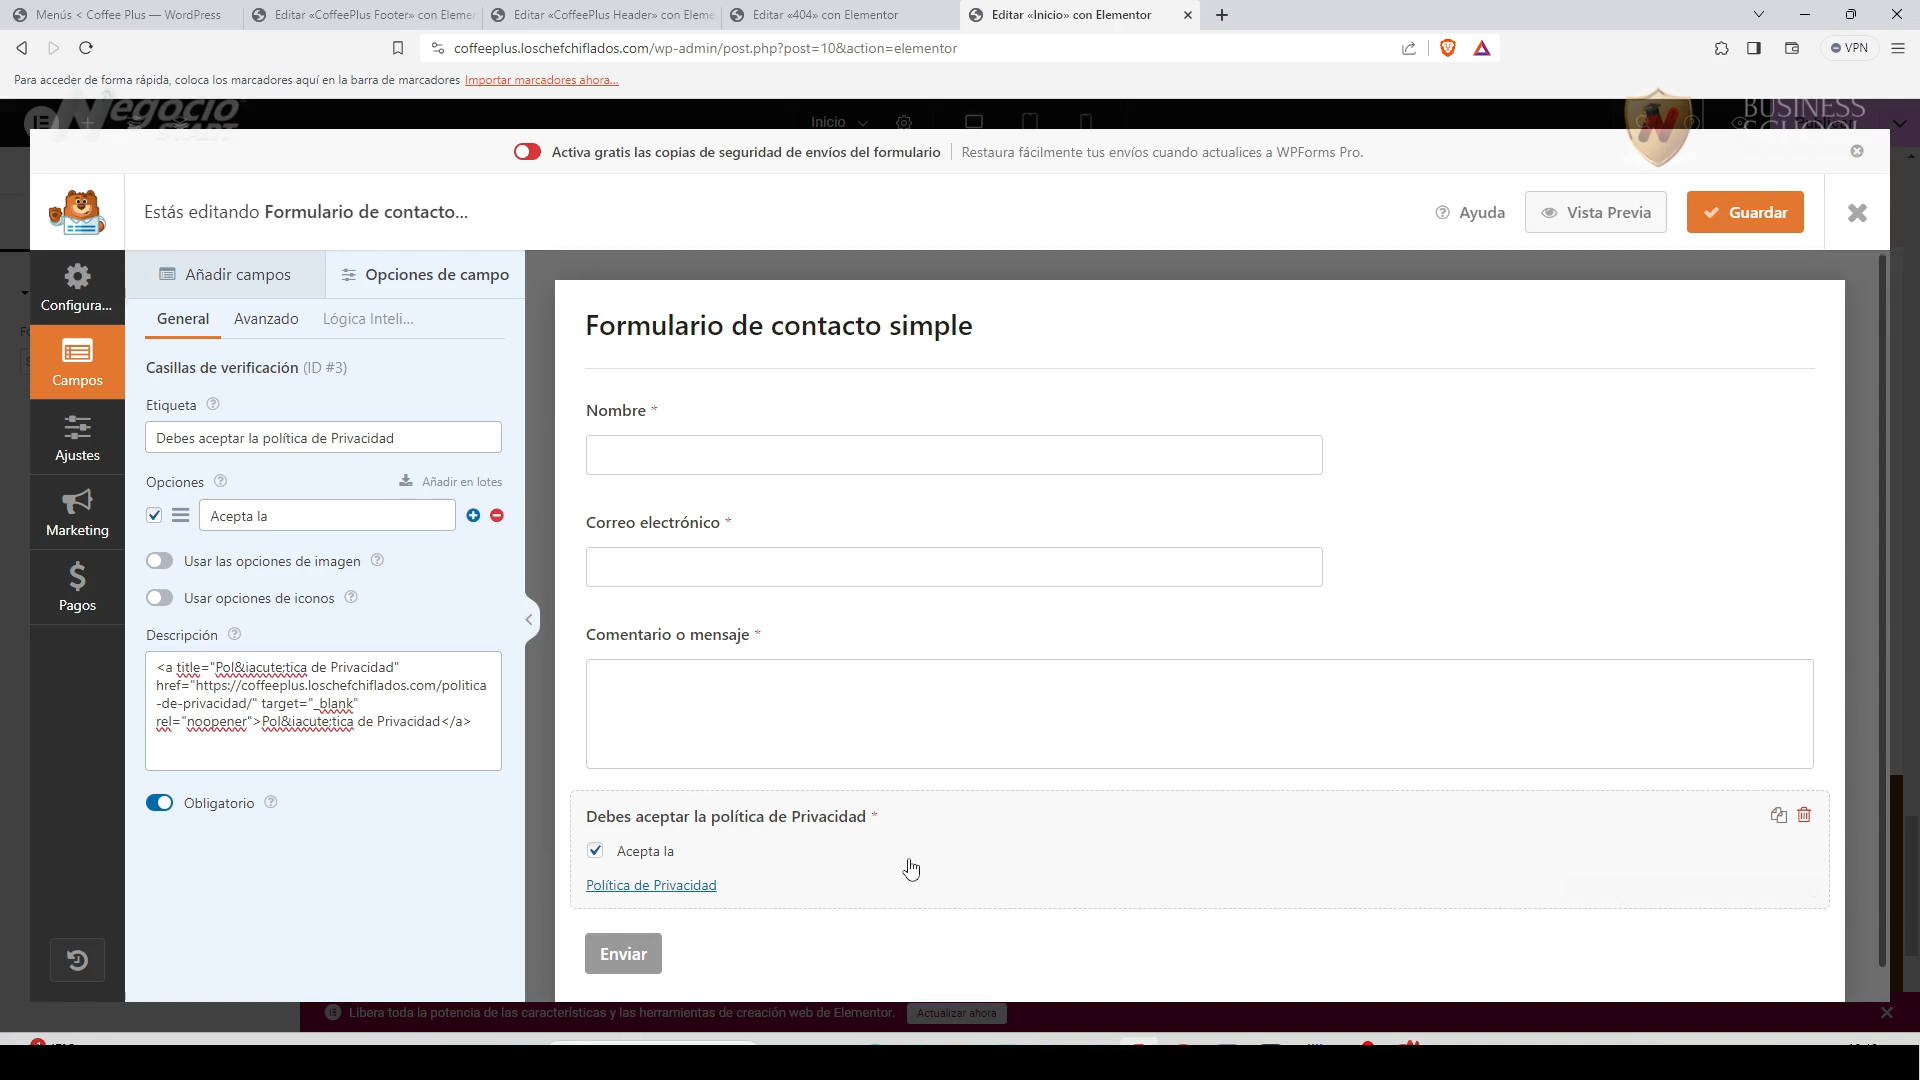 Menús < Coffee Plus — WordPress
Editar «CoffeePlus Footer» con Eleme
Editar «CoffeePlus Header» con Eleme
Editar «404» con Elementor
Editar «Inicio» con Elementor
coffeeplus.loschefchiflados.com/wp-admin/post.php?post=10&action=elementor
VPN
Para acceder de forma rápida, coloca los marcadores aquí en la barra de marcadores Importar marcadores ahora...
Negocio
START
Inicio
BUSINESS
SCHOOL
Activa gratis las copias de seguridad de envíos del formulario
Restaura fácilmente tus envíos cuando actualices a WPForms Pro.
Estás editando Formulario de contacto...
Ayuda
Vista Previa
Guardar
Configura...
Campos
Ajustes
Marketing
Pagos
Añadir campos
Opciones de campo
General
Avanzado
Lógica Inteli...
Casillas de verificación (ID #3)
Etiqueta
Debes aceptar la política de Privacidad
Opciones
Añadir en lotes
Acepta la
Usar las opciones de imagen
Usar opciones de iconos
Descripción
<a title="Pol&iacute;tica de Privacidad"
href="https://coffeeplus.loschefchiflados.com/politica
-de-privacidad/" target="_blank"
rel="noopener">Pol&iacute;tica de Privacidad</a>
Obligatorio
Formulario de contacto simple
Nombre *
Correo electrónico *
Comentario o mensaje *
Debes aceptar la política de Privacidad *
Acepta la
Política de Privacidad
Enviar
Libera toda la potencia de las características y las herramientas de creación web de Elementor.
Actualizar ahora